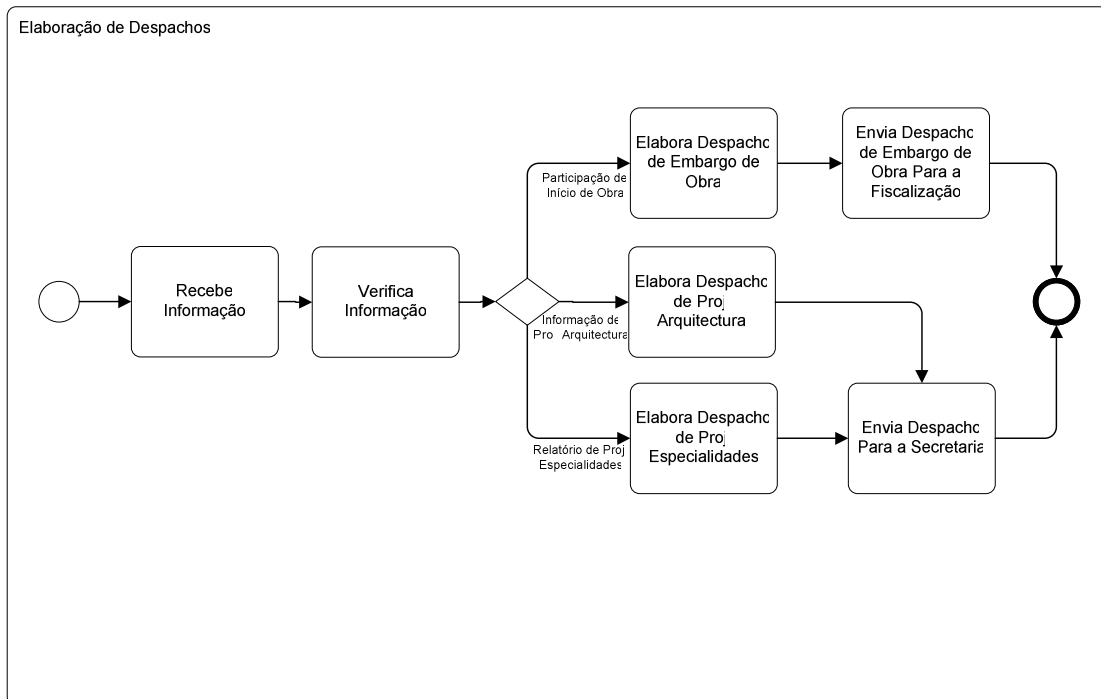 Elaboração de Despachos
Elabora Despacho
de Embargo de
Obra
Envia Despacho
de Embargo de
Obra Para a
Fiscalização
Participação de
Início de Obra
Recebe
Informação
Verifica
Informação
Elabora Despacho
de Proj
Arquitectura
Informação de
Pro Arquitectura
Elabora Despacho
de Proj
Especialidades
Envia Despacho
Para a Secretaria
Relatório de Proj
Especialidades